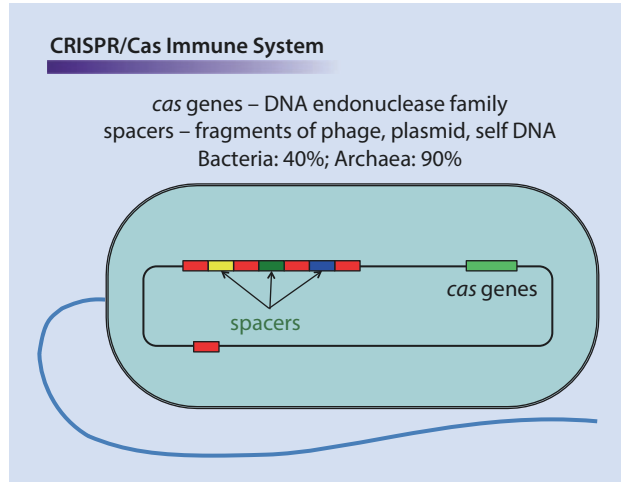 CRISPR/Cas Immune System
cas genes – DNA endonuclease family
spacers – fragments of phage, plasmid, self DNA
Bacteria: 40%; Archaea: 90%
cas genes
spacers